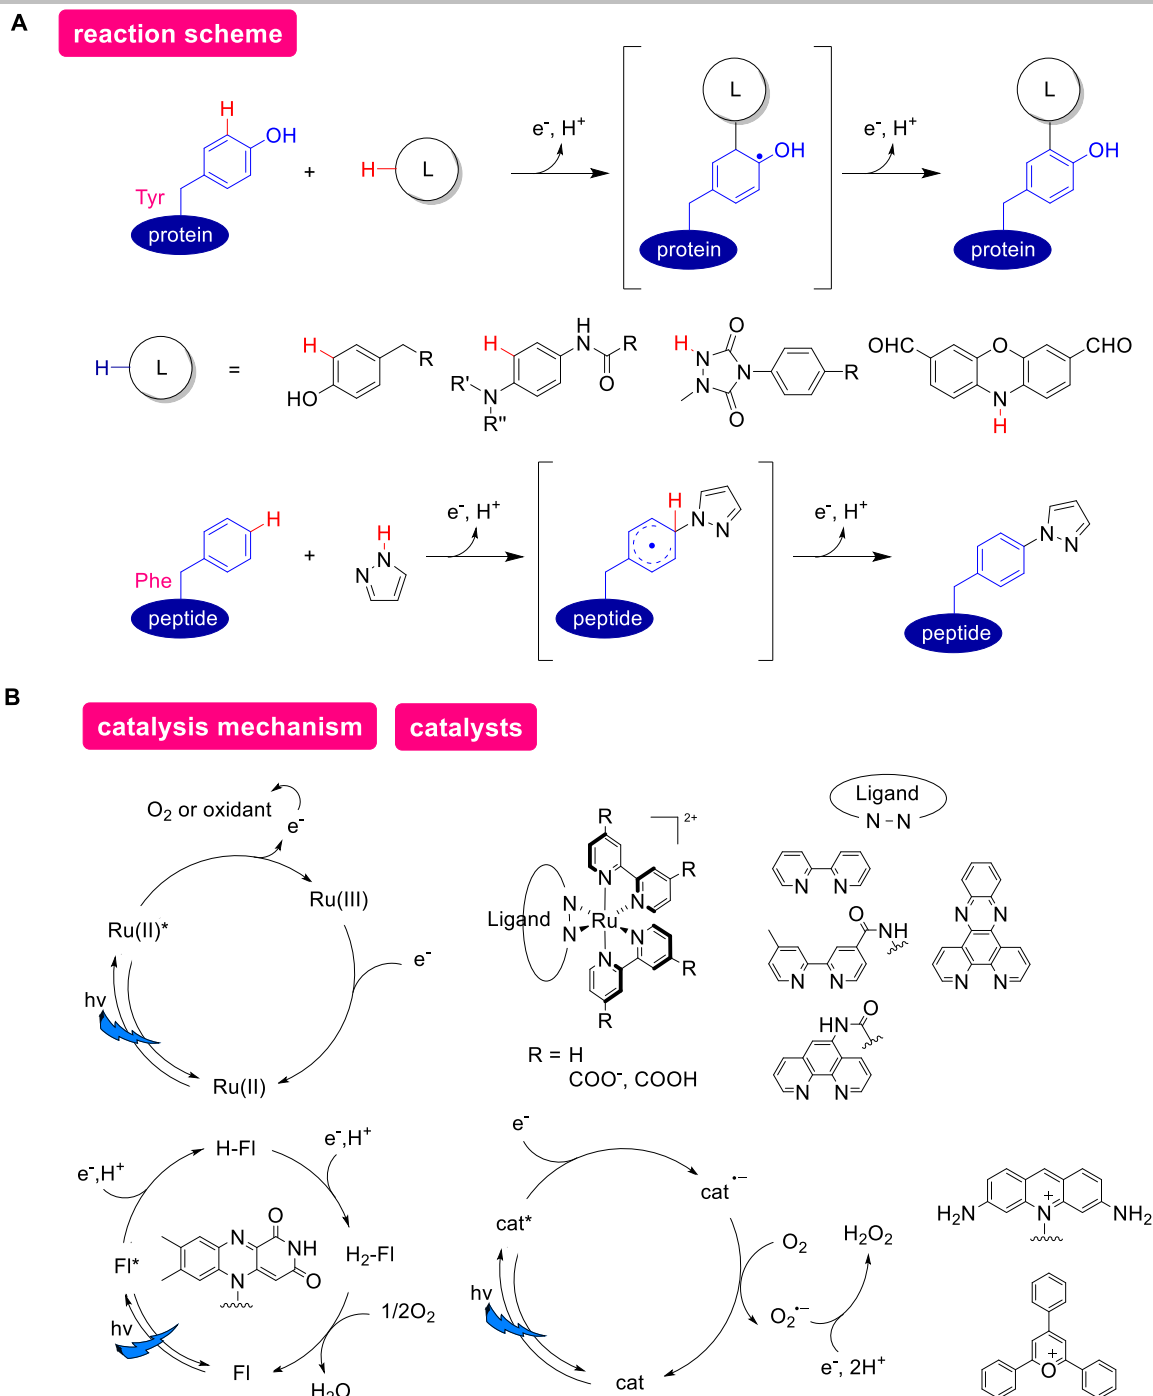 A
reaction scheme
H
OH
Tyr
protein
+
H
L
e⁻, H⁺
L
OH
protein
e⁻, H⁺
L
OH
protein
H
L
=
H
HO
R
H
H
N
R
O
R'
N
R"
H
O
N
N
N
O
R
OHC
O
CHO
N
H
H
Phe
peptide
+
H
N
N
e⁻, H⁺
H
N
N
peptide
e⁻, H⁺
N
N
peptide
B
catalysis mechanism
catalysts
O₂ or oxidant
e⁻
Ru(III)
Ru(II)*
e⁻
hν
Ru(II)
R
2+
R
N
N
N
Ligand
Ru
N
N
N
R
R
R = H
COO⁻, COOH
Ligand
N - N
N N
O
NH
N N
N N
N N
O
HN
N N
H-Fl
e⁻,H⁺
e⁻,H⁺
O
N
NH
O
N
Fl*
H₂-Fl
hν
1/2O₂
Fl
H₂O
e⁻
cat•⁻
cat*
O₂
H₂O₂
hν
O₂•⁻
e⁻, 2H⁺
cat
H₂N
N
+
NH₂
O
+